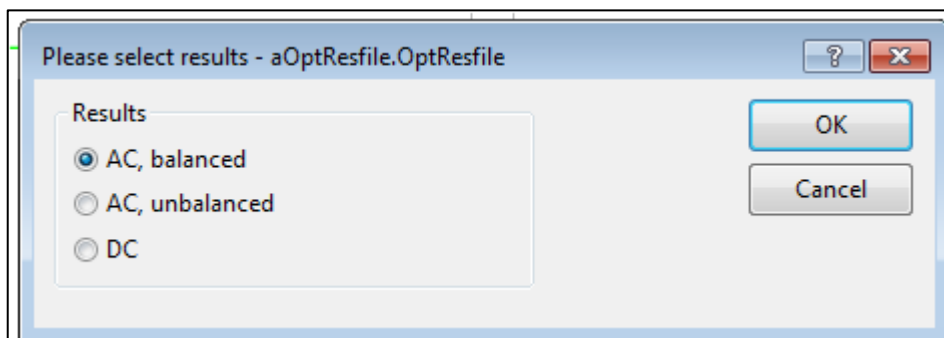 Please select results - aOptResfile.OptResfile
?
X
Results
AC, balanced
AC, unbalanced
DC
OK
Cancel